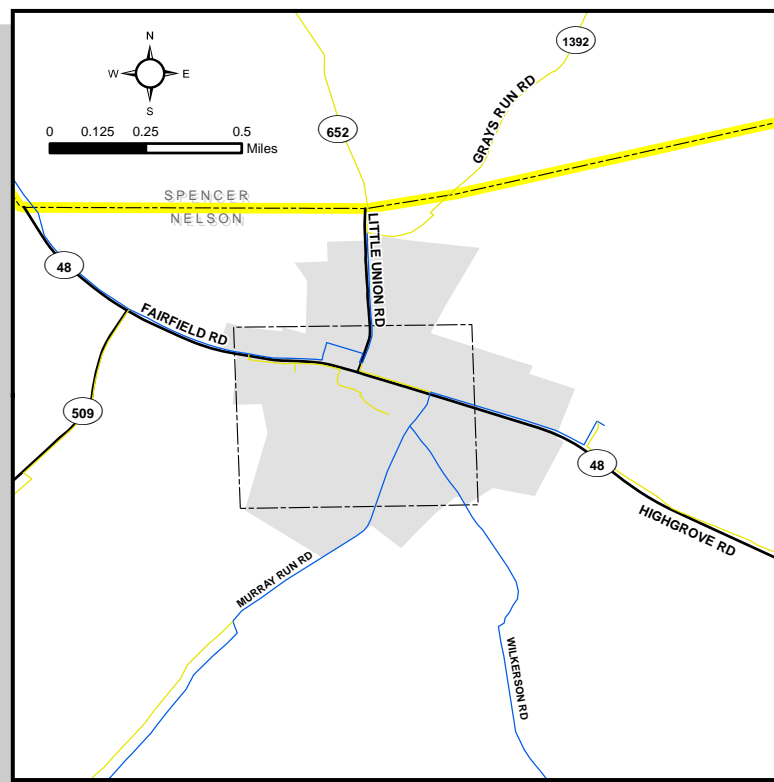 N
W E
S
0 0.125 0.25 0.5
Miles
1392
652
GRAYS RUN RD
SPENCER
NELSON
LITTLE UNION RD
48
FAIRFIELD RD
509
48
HIGHGROVE RD
MURRAY RUN RD
WILKERSON RD